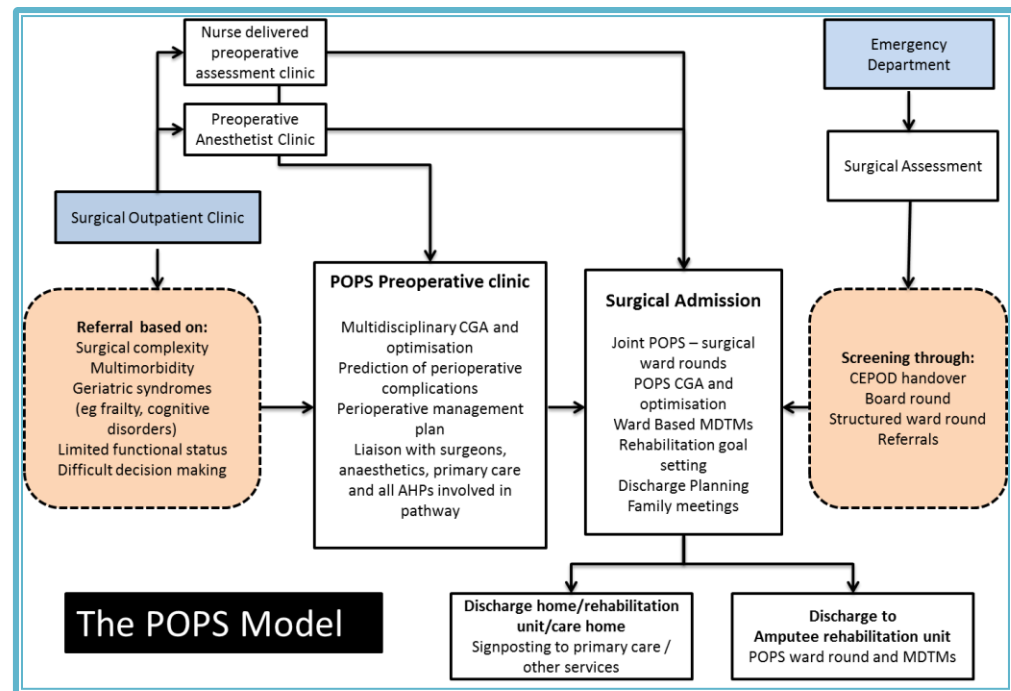 Nurse delivered
preoperative
assessment clinic
Preoperative
Anesthetist Clinic
Surgical Outpatient Clinic
Emergency
Department
Surgical Assessment
Referral based on:
Surgical complexity
Multimorbidity
Geriatric syndromes
(eg frailty, cognitive
disorders)
Limited functional status
Difficult decision making
POPS Preoperative clinic
Multidisciplinary CGA and
optimisation
Prediction of perioperative
complications
Perioperative management
plan
Liaison with surgeons,
anaesthetics, primary care
and all AHPs involved in
pathway
Surgical Admission
Joint POPS – surgical
ward rounds
POPS CGA and
optimisation
Ward Based MDTMs
Rehabilitation goal
setting
Discharge Planning
Family meetings
Screening through:
CEPOD handover
Board round
Structured ward round
Referrals
The POPS Model
Discharge home/rehabilitation
unit/care home
Signposting to primary care /
other services
Discharge to
Amputee rehabilitation unit
POPS ward round and MDTMs